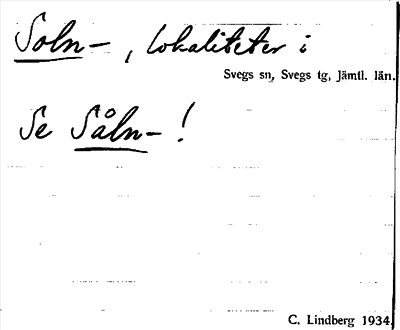 Soln-, lokaliteter i
Svegs sn, Svegs tg, Jämtl. län.
Se Såln-!
C. Lindberg 1934